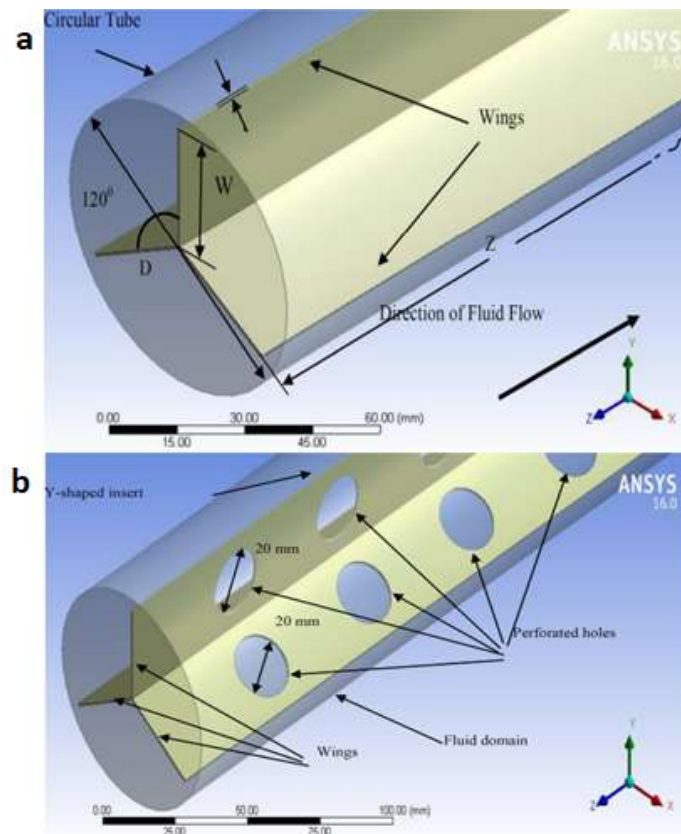 a
Circular Tube
ANSYS
16.0
Wings
W
120⁰
D
Z
Direction of Fluid Flow
Y
Z
X
0.00
30.00
60.00 (mm)
15.00
45.00
b
Y-shaped insert
ANSYS
16.0
20 mm
20 mm
Perforated holes
Wings
Fluid domain
Y
Z
X
0.00
50.00
100.00 (mm)
25.00
75.00